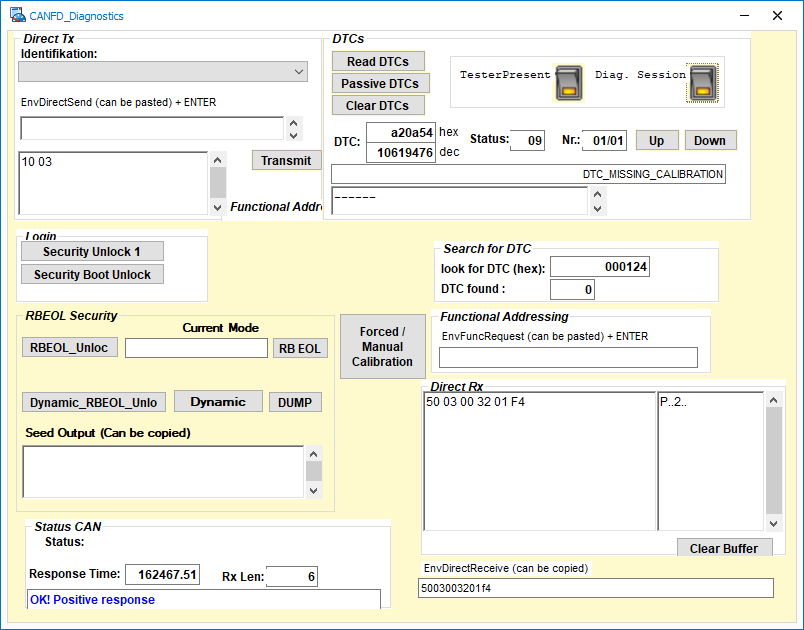 CANFD_Diagnostics
Direct Tx
Identifikation:
EnvDirectSend (can be pasted) + ENTER
10 03
Transmit
Functional Addre
DTCs
Read DTCs
Passive DTCs
Clear DTCs
TesterPresent
Diag. Session
DTC:
a20a54 hex
10619476 dec
Status: 09
Nr.: 01/01
Up
Down
DTC_MISSING_CALIBRATION
------
Login
Security Unlock 1
Security Boot Unlock
Search for DTC
look for DTC (hex): 000124
DTC found : 0
RBEOL Security
Current Mode
RBEOL_Unloc
RB EOL
Dynamic_RBEOL_Unlo
Dynamic
DUMP
Seed Output (Can be copied)
Forced /
Manual
Calibration
Functional Addressing
EnvFuncRequest (can be pasted) + ENTER
Direct Rx
50 03 00 32 01 F4
P..2..
Clear Buffer
EnvDirectReceive (can be copied)
5003003201f4
Status CAN
Status:
Response Time: 162467.51
Rx Len: 6
OK! Positive response